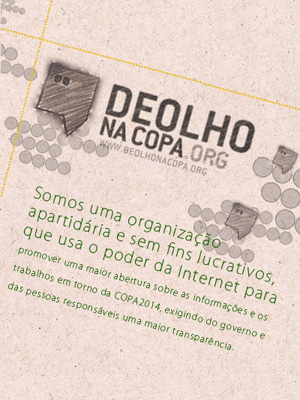 DEOLHO
NA COPA.ORG
WWW.DEOLHONACOPA.ORG
Somos uma organização
apartidária e sem fins lucrativos,
que usa o poder da Internet para
promover uma maior abertura sobre as informações e os
trabalhos em torno da COPA2014, exigindo do governo e
das pessoas responsáveis uma maior transparência.